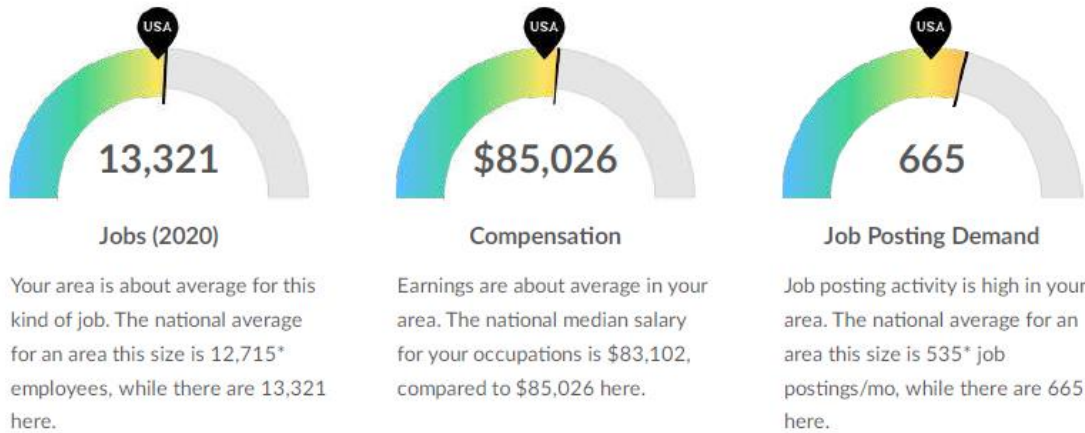 USA
13,321
Jobs (2020)
Your area is about average for this
kind of job. The national average
for an area this size is 12,715*
employees, while there are 13,321
here.
USA
$85,026
Compensation
Earnings are about average in your
area. The national median salary
for your occupations is $83,102,
compared to $85,026 here.
USA
665
Job Posting Demand
Job posting activity is high in your
area. The national average for an
area this size is 535* job
postings/mo, while there are 665
here.